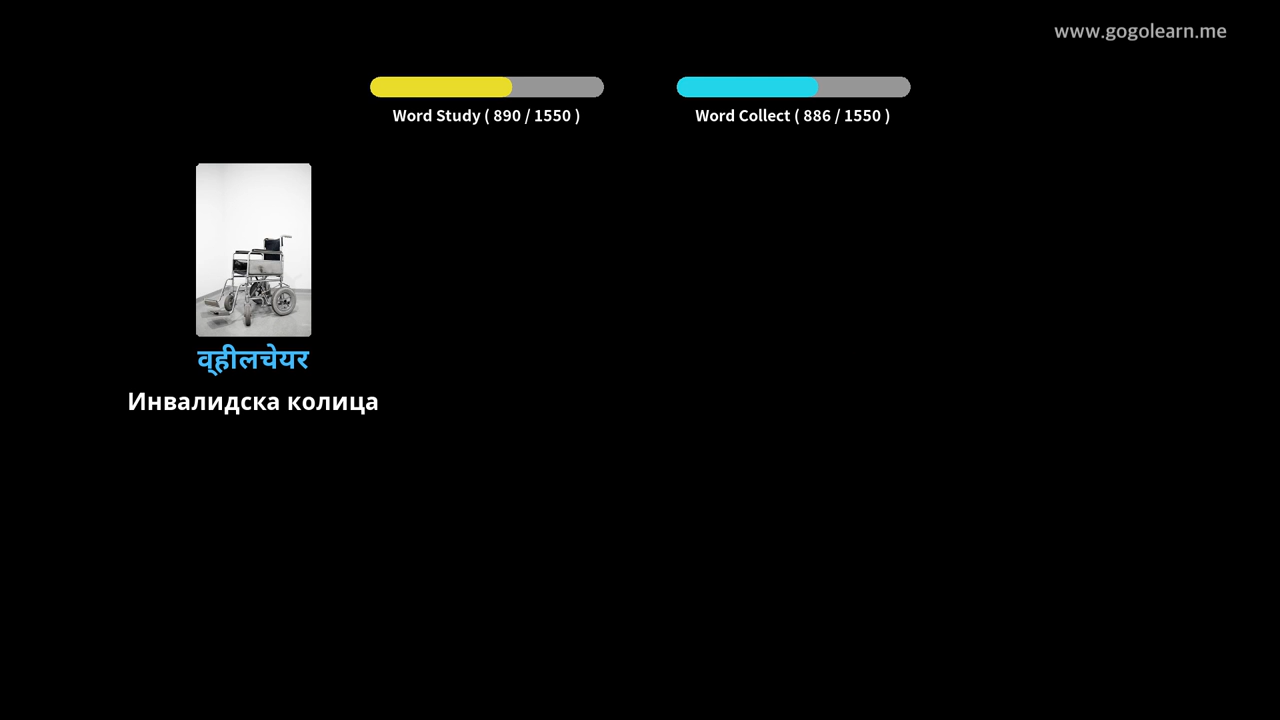 www.gogolearn.me
Word Study ( 890 / 1550 )
Word Collect ( 886 / 1550 )
व्हीलचेयर
Инвалидска колица